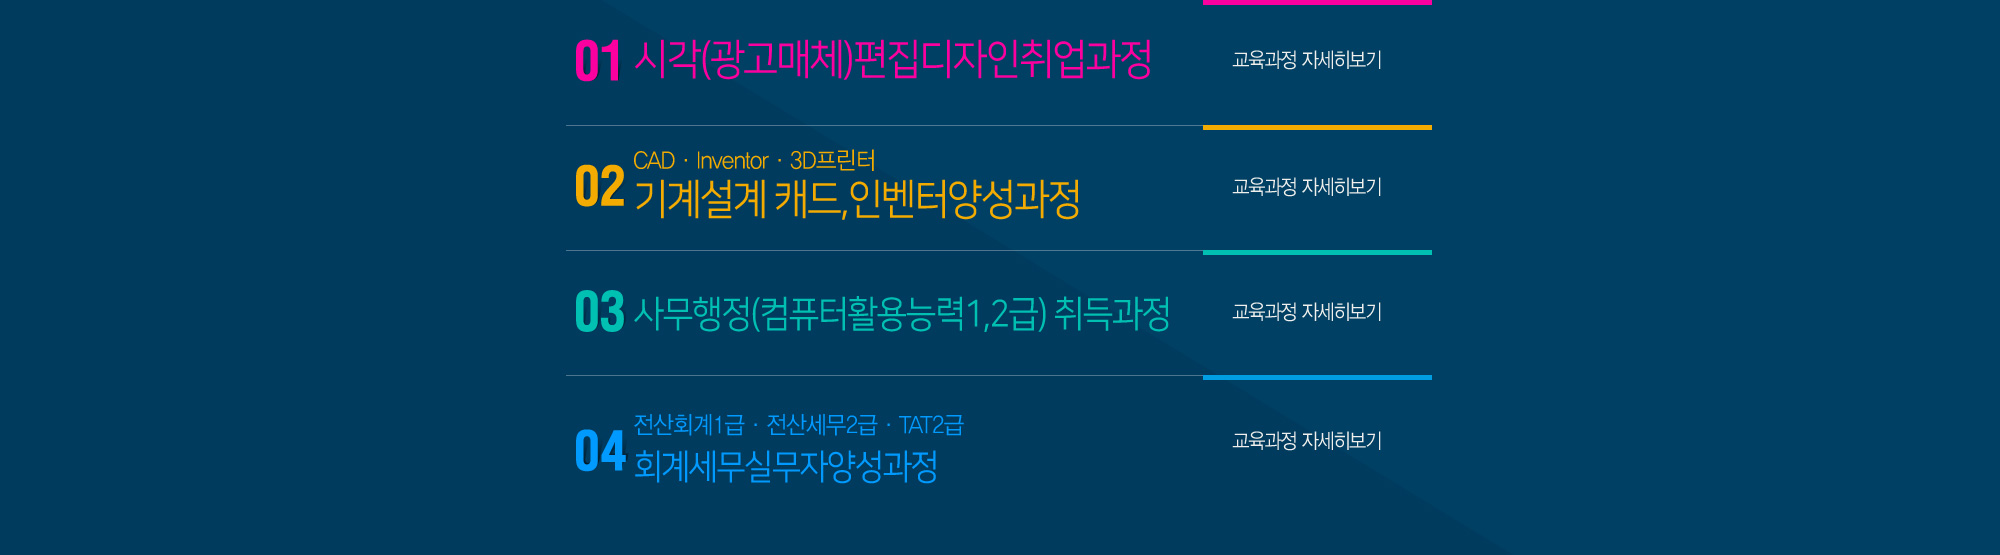 01 시각(광고매체)편집디자인취업과정
교육과정 자세히보기
CAD · Inventor · 3D프린터
02 기계설계 캐드,인벤터양성과정
교육과정 자세히보기
03 사무행정(컴퓨터활용능력1,2급) 취득과정
교육과정 자세히보기
전산회계1급 · 전산세무2급 · TAT2급
04 회계세무실무자양성과정
교육과정 자세히보기